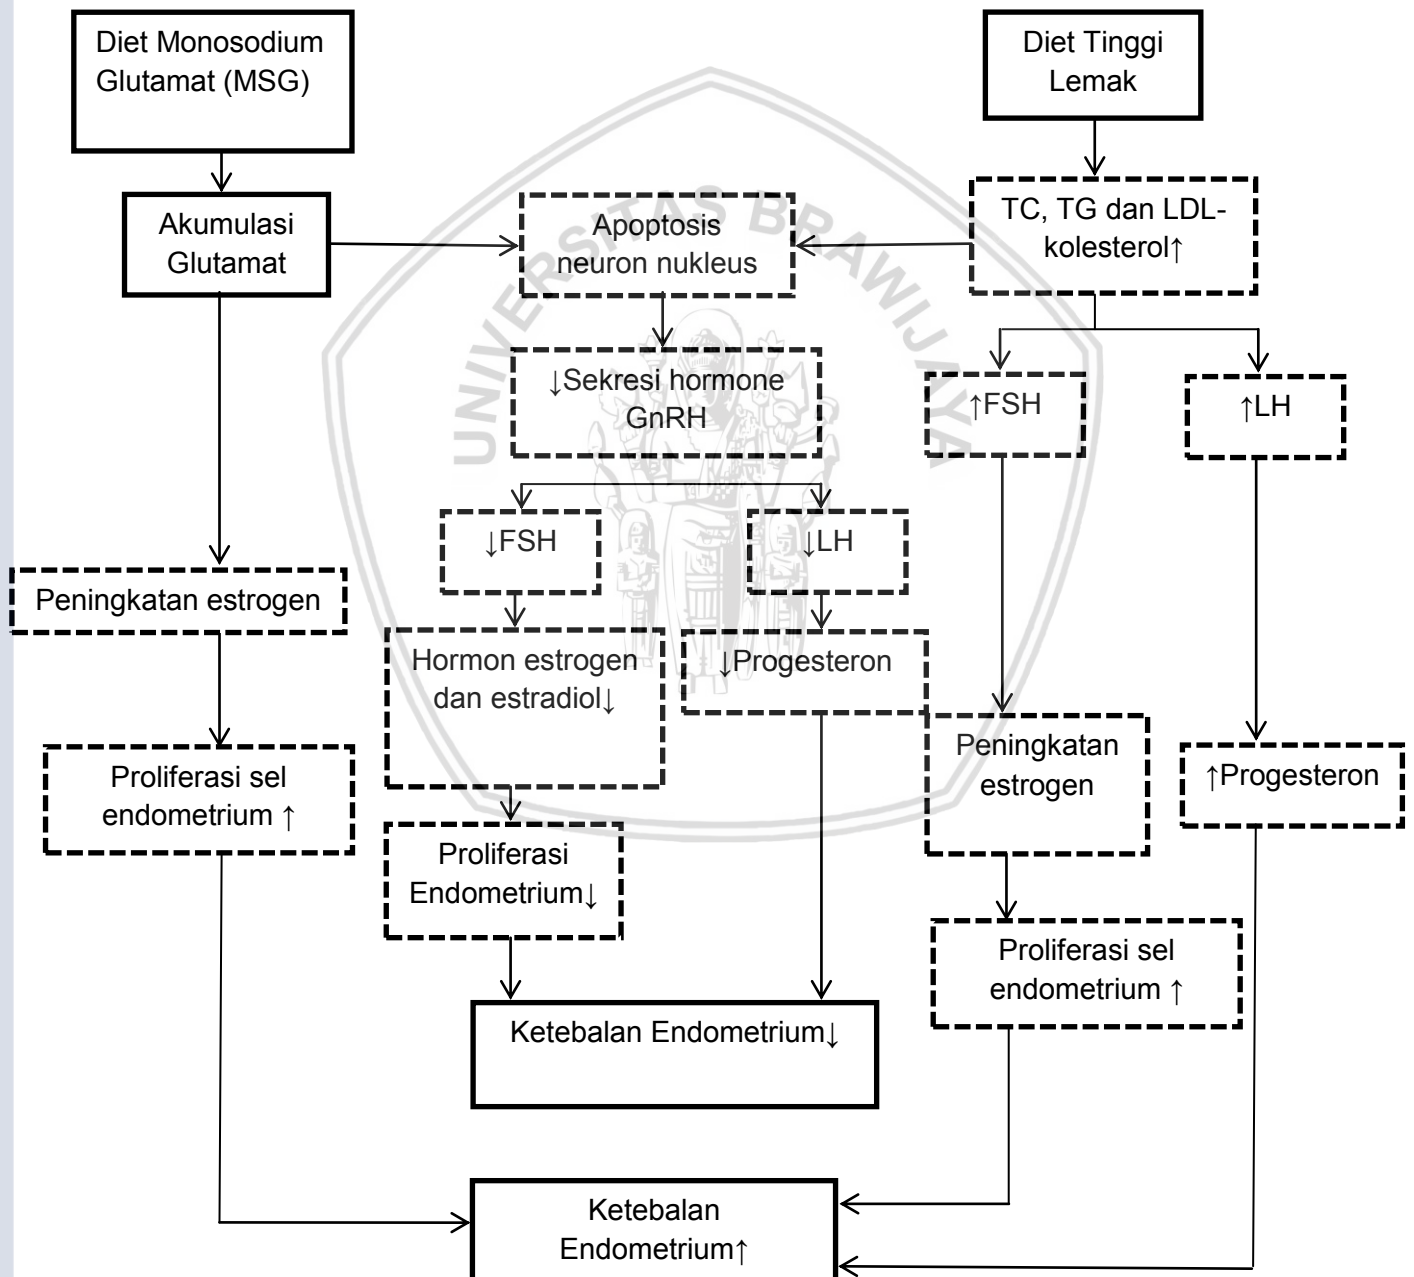 Diet Monosodium
Glutamat (MSG)
Diet Tinggi
Lemak
Akumulasi
Glutamat
Apoptosis
neuron nukleus
TC, TG dan LDL-
kolesterol↑
↓Sekresi hormone
GnRH
↑FSH
↑LH
↓FSH
↓LH
Peningkatan estrogen
Hormon estrogen
dan estradiol↓
↓Progesteron
Peningkatan
estrogen
↑Progesteron
Proliferasi sel
endometrium ↑
Proliferasi
Endometrium↓
Proliferasi sel
endometrium ↑
Ketebalan Endometrium↓
Ketebalan
Endometrium↑
UNIVERSITAS BRAWIJAYA